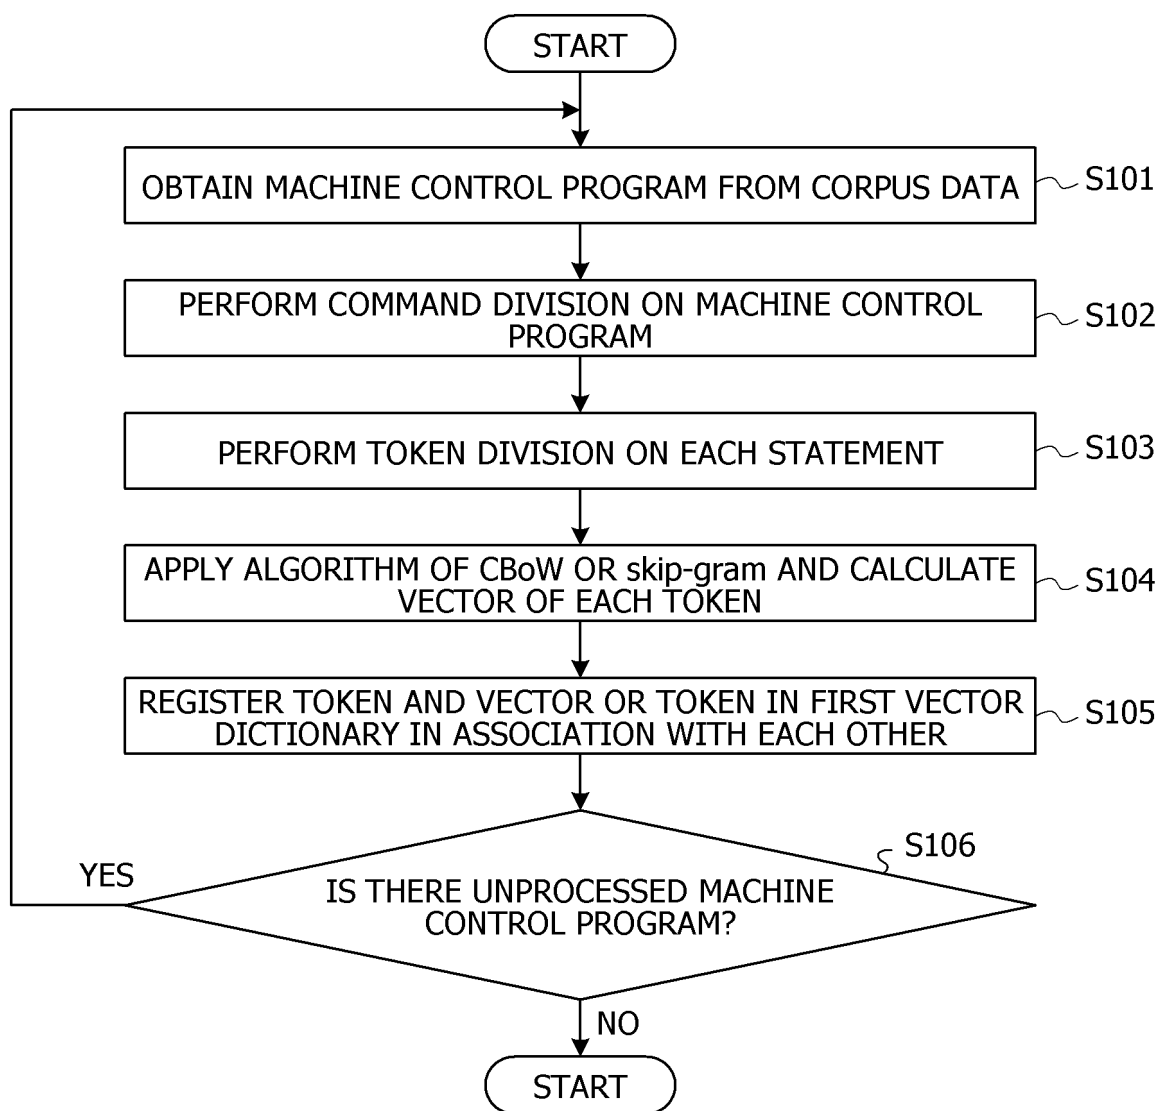 START
OBTAIN MACHINE CONTROL PROGRAM FROM CORPUS DATA
S101
PERFORM COMMAND DIVISION ON MACHINE CONTROL
PROGRAM
S102
PERFORM TOKEN DIVISION ON EACH STATEMENT
S103
APPLY ALGORITHM OF CBoW OR skip-gram AND CALCULATE
VECTOR OF EACH TOKEN
S104
REGISTER TOKEN AND VECTOR OR TOKEN IN FIRST VECTOR
DICTIONARY IN ASSOCIATION WITH EACH OTHER
S105
S106
YES
IS THERE UNPROCESSED MACHINE
CONTROL PROGRAM?
NO
START